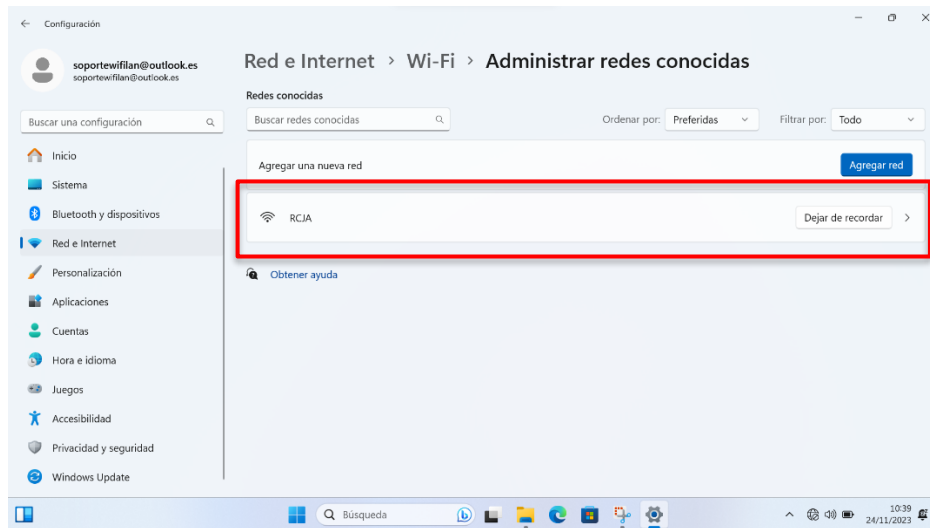 Configuración
soportewifilan@outlook.es
soportewifilan@outlook.es
Buscar una configuración
Inicio
Sistema
Bluetooth y dispositivos
Red e Internet
Personalización
Aplicaciones
Cuentas
Hora e idioma
Juegos
Accesibilidad
Privacidad y seguridad
Windows Update
Red e Internet > Wi-Fi > Administrar redes conocidas
Redes conocidas
Buscar redes conocidas
Ordenar por: Preferidas
Filtrar por: Todo
Agregar una nueva red
Agregar red
RCJA
Dejar de recordar
Obtener ayuda
Búsqueda
10:39
24/11/2023